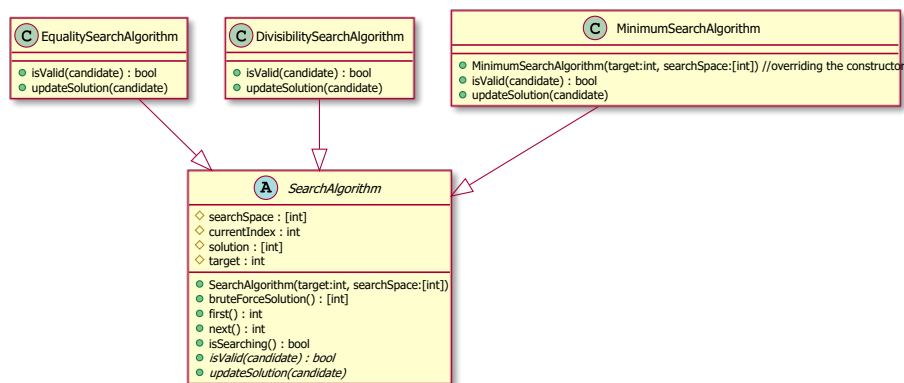 C EqualitySearchAlgorithm
isValid(candidate) : bool
updateSolution(candidate)
C DivisibilitySearchAlgorithm
isValid(candidate) : bool
updateSolution(candidate)
C MinimumSearchAlgorithm
MinimumSearchAlgorithm(target:int, searchSpace:[int]) //overriding the constructor
isValid(candidate) : bool
updateSolution(candidate)
A SearchAlgorithm
searchSpace : [int]
currentIndex : int
solution : [int]
target : int
SearchAlgorithm(target:int, searchSpace:[int])
bruteForceSolution() : [int]
first() : int
next() : int
isSearching() : bool
isValid(candidate) : bool
updateSolution(candidate)